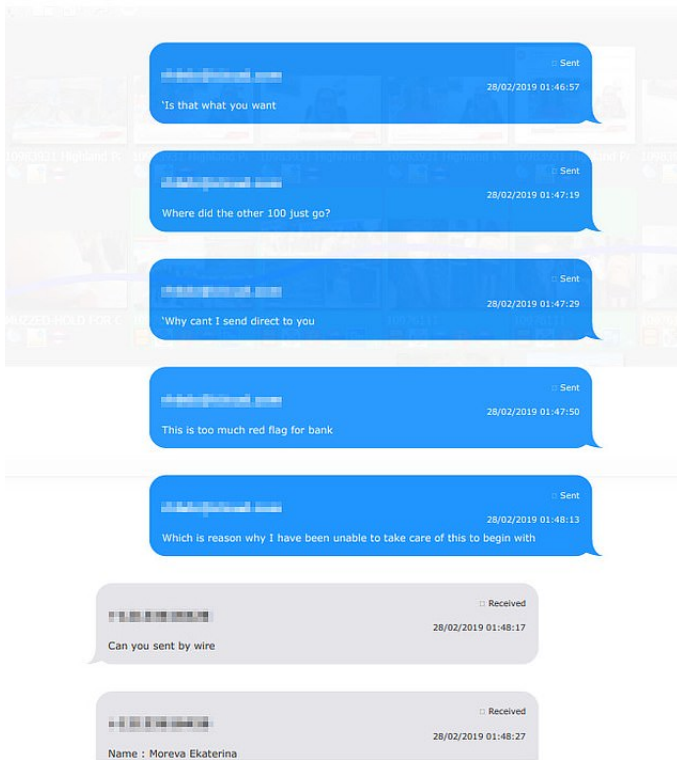 Sent
28/02/2019 01:46:57
'Is that what you want
Sent
28/02/2019 01:47:19
Where did the other 100 just go?
Sent
28/02/2019 01:47:29
'Why cant I send direct to you
Sent
28/02/2019 01:47:50
This is too much red flag for bank
Sent
28/02/2019 01:48:13
Which is reason why I have been unable to take care of this to begin with
Received
28/02/2019 01:48:17
Can you sent by wire
Received
28/02/2019 01:48:27
Name : Moreva Ekaterina